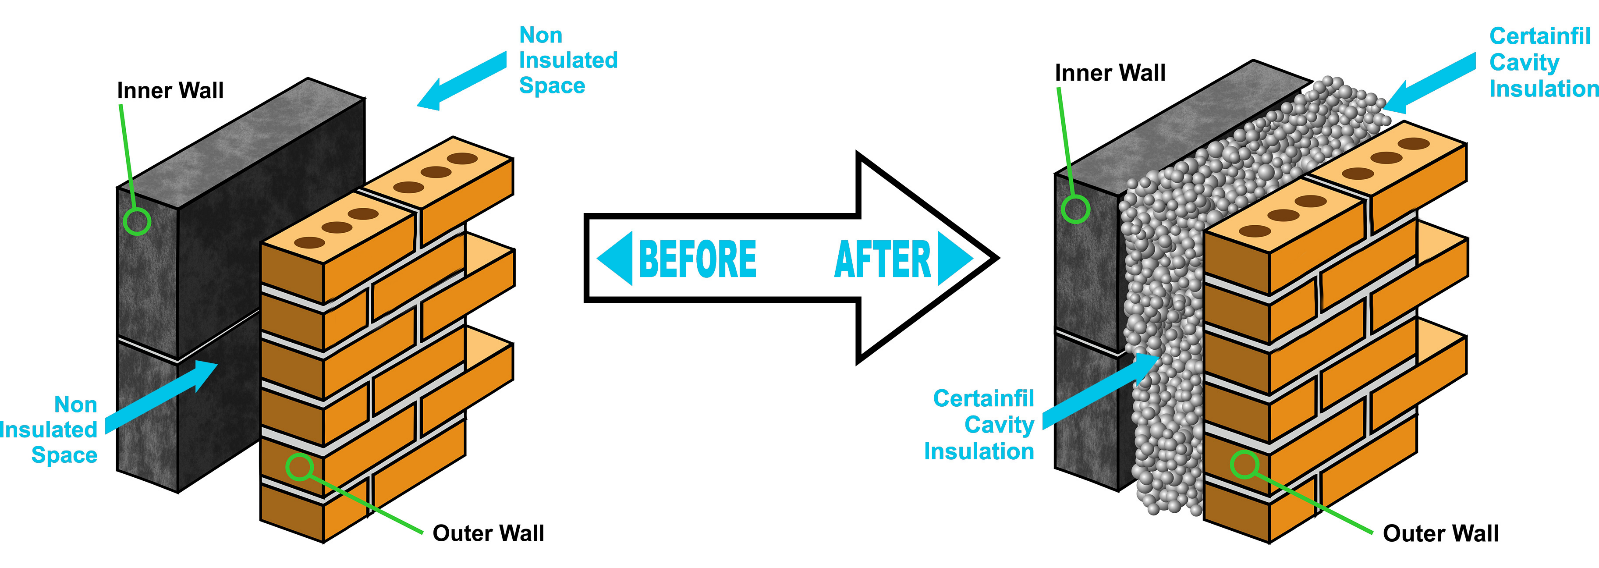 Non
Insulated
Space
Inner Wall
Non
Insulated
Space
Outer Wall
BEFORE AFTER
Certainfil
Cavity
Insulation
Inner Wall
Certainfil
Cavity
Insulation
Outer Wall